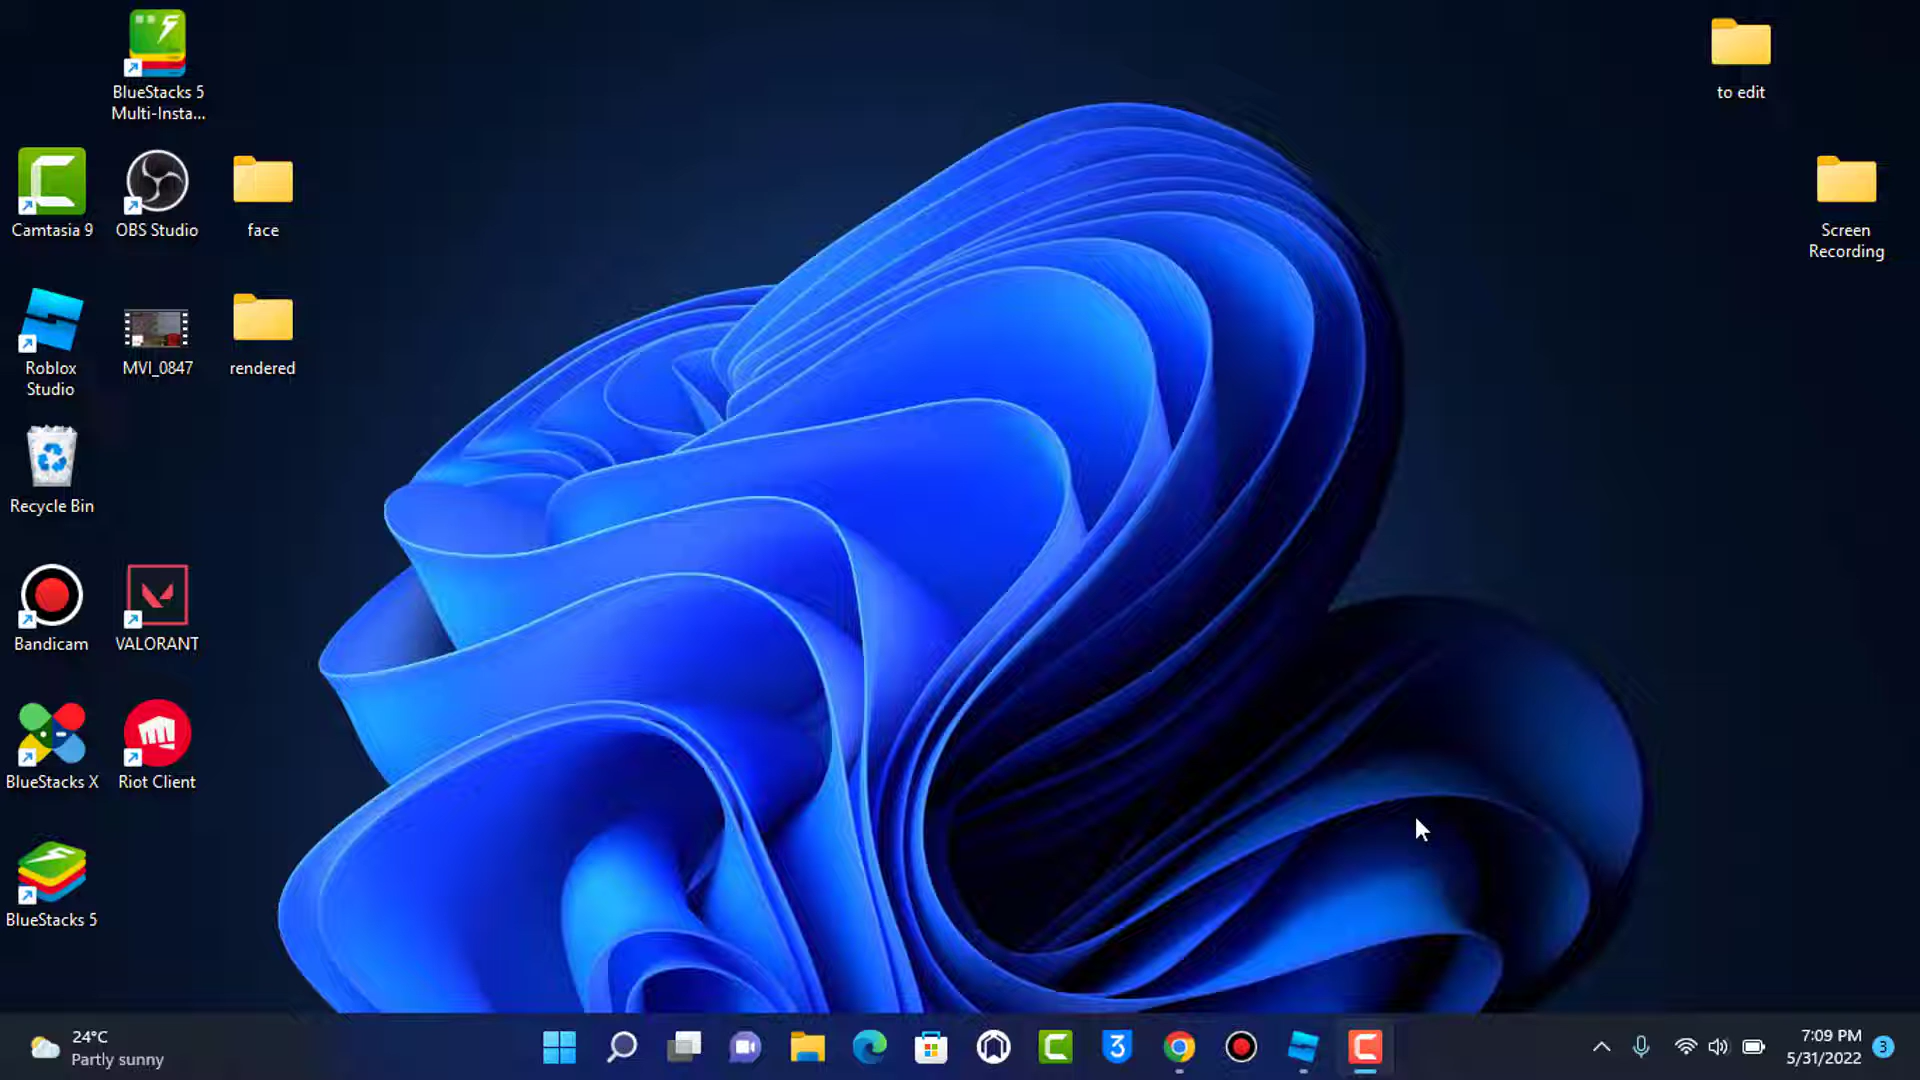 BlueStacks 5
Multi-Insta...
to edit
Camtasia 9
OBS Studio
face
Screen
Recording
Roblox
Studio
MVI_0847
rendered
Recycle Bin
Bandicam
VALORANT
BlueStacks X
Riot Client
BlueStacks 5
24°C
Partly sunny
3
7:09 PM
5/31/2022
3